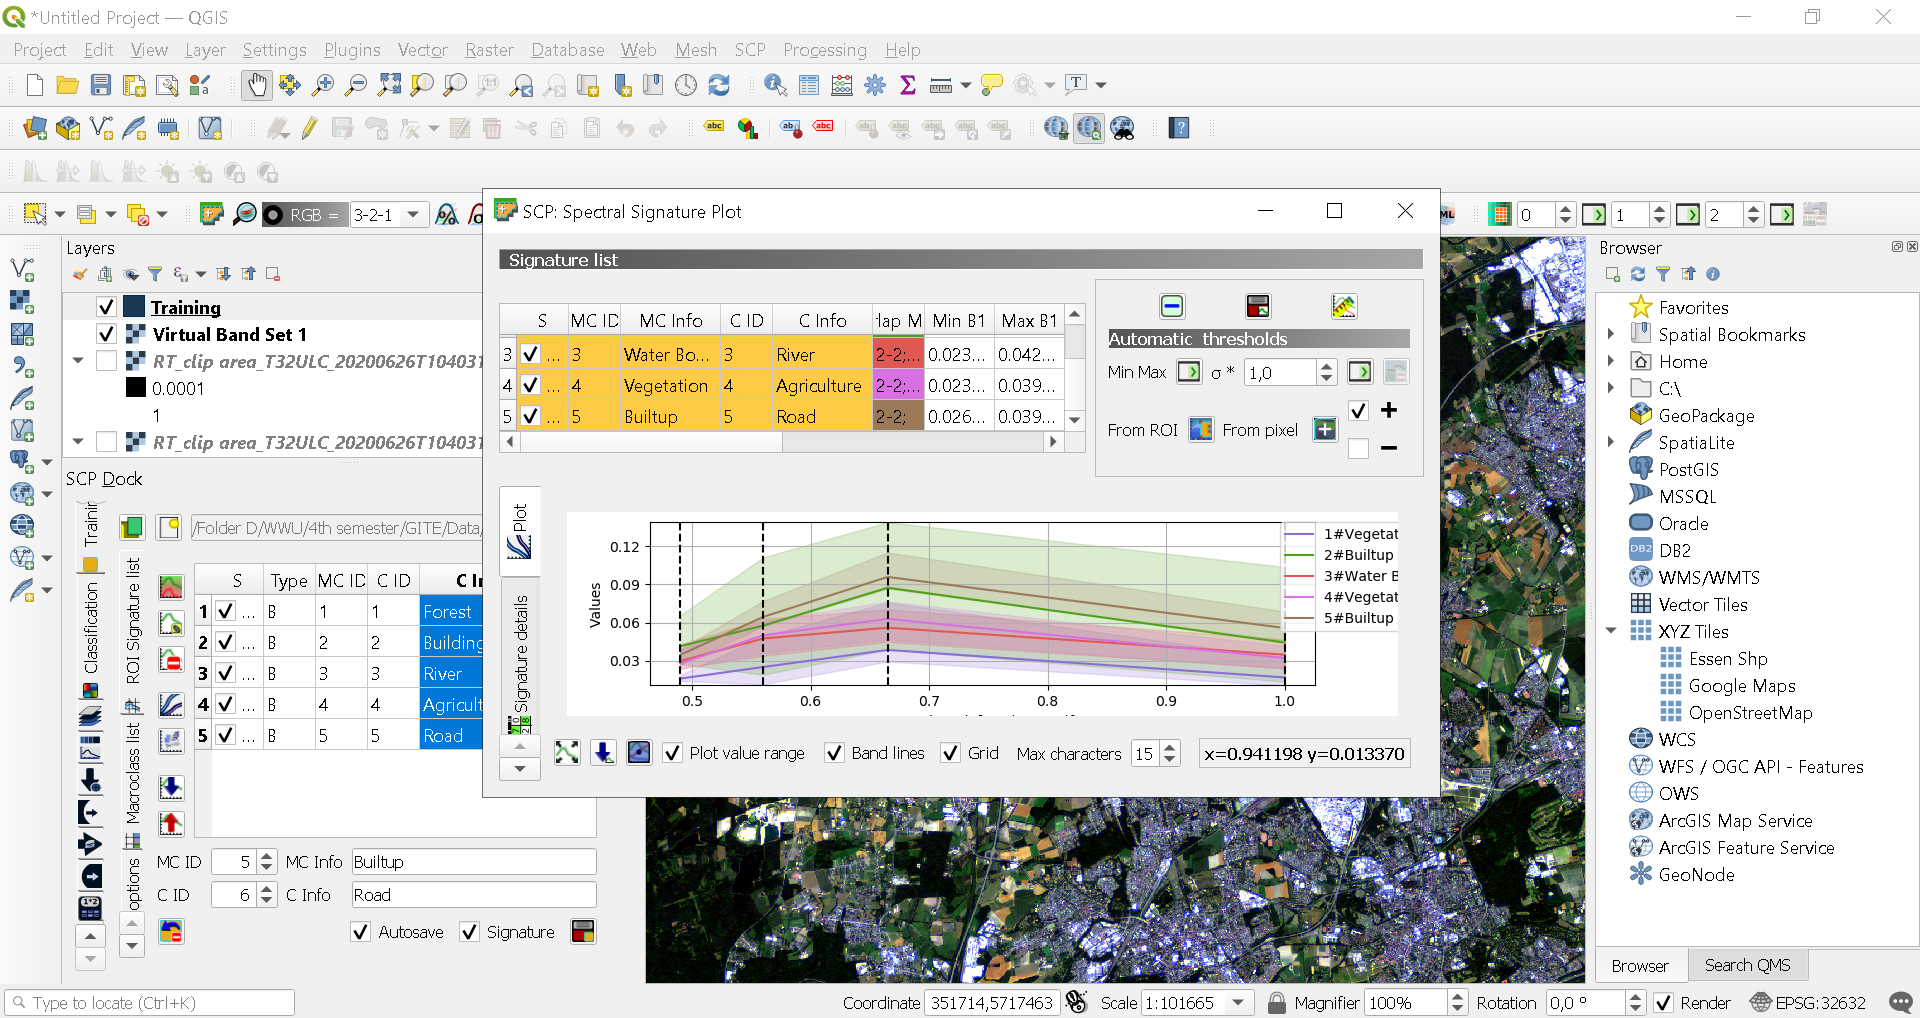 *Untitled Project — QGIS
Project Edit View Layer Settings Plugins Vector Raster Database Web Mesh SCP Processing Help
RGB = 3-2-1
0 1 2
Layers
Training
Virtual Band Set 1
RT_clip area_T32ULC_20200626T104031
0.0001
1
RT_clip area_T32ULC_20200626T104031
SCP Dock
/Folder D/WWU/4th semester/GITE/Data,
Classification
ROI Signature list
Macroclass list
options
S Type MC ID C ID
1 ... B 1 1 Forest
2 ... B 2 2 Building
3 ... B 3 3 River
4 ... B 4 4 Agricult
5 ... B 5 5 Road
MC ID 5 MC Info Builtup
C ID 6 C Info Road
Autosave Signature
SCP: Spectral Signature Plot
Signature list
S MC ID MC Info C ID C Info lap M Min B1 Max B1
3 ... 3 Water Bo... 3 River 2-2;... 0.023... 0.042...
4 ... 4 Vegetation 4 Agriculture 2-2;... 0.023... 0.039...
5 ... 5 Builtup 5 Road 2-2; 0.026... 0.039...
Automatic thresholds
Min Max σ * 1,0
From ROI From pixel + −
Plot
Signature details
Values
0.12
0.09
0.06
0.03
0.5 0.6 0.7 0.8 0.9 1.0
1#Vegetat
2#Builtup
3#Water B
4#Vegetat
5#Builtup
Plot value range Band lines Grid Max characters 15 x=0.941198 y=0.013370
Browser
Favorites
Spatial Bookmarks
Home
C:\
GeoPackage
SpatiaLite
PostGIS
MSSQL
Oracle
DB2 DB2
WMS/WMTS
Vector Tiles
XYZ Tiles
Essen Shp
Google Maps
OpenStreetMap
WCS
WFS / OGC API - Features
OWS
ArcGIS Map Service
ArcGIS Feature Service
GeoNode
Browser Search QMS
Type to locate (Ctrl+K) Coordinate 351714,5717463 Scale 1:101665 Magnifier 100% Rotation 0,0 ° Render EPSG:32632